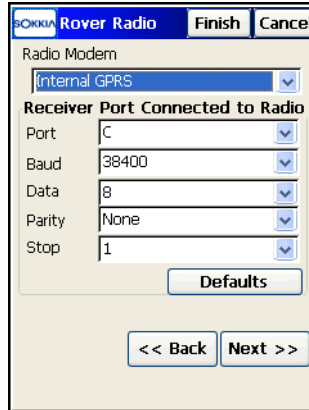 SOKKIA Rover Radio Finish Cance
Radio Modem
Internal GPRS
Receiver Port Connected to Radio
Port C
Baud 38400
Data 8
Parity None
Stop 1
Defaults
<< Back Next >>